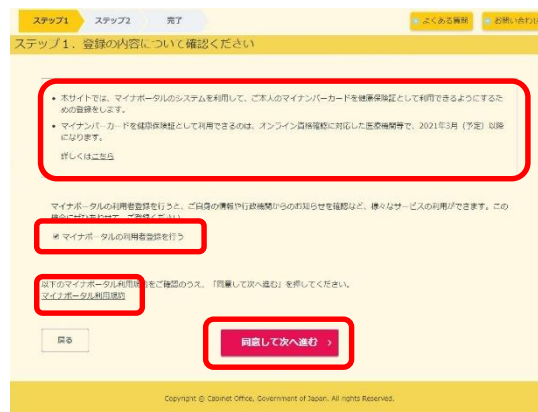 ステップ1 ステップ2 完了 よくある質問 お問い合わ
ステップ1．登録の内容について確認ください
• 本サイトでは、マイナポータルのシステムを利用して、ご本人のマイナンバーカードを健康保険証として利用できるようにするた
めの登録をします。
• マイナンバーカードを健康保険証として利用できるのは、オンライン資格確認に対応した医療機関等で、2021年3月（予定）以降
になります。
詳しくはこちら
マイナポータルの利用者登録を行うと、ご自身の情報や行政機関からのお知らせを確認など、様々なサービスの利用ができます。この
機会にぜひあわせて、ご登録ください。
マイナポータルの利用者登録を行う
以下のマイナポータル利用規約をご確認のうえ、「同意して次へ進む」を押してください。
マイナポータル利用規約
戻る 同意して次へ進む
Copyright © Cabinet Office, Government of Japan. All rights Reserved.